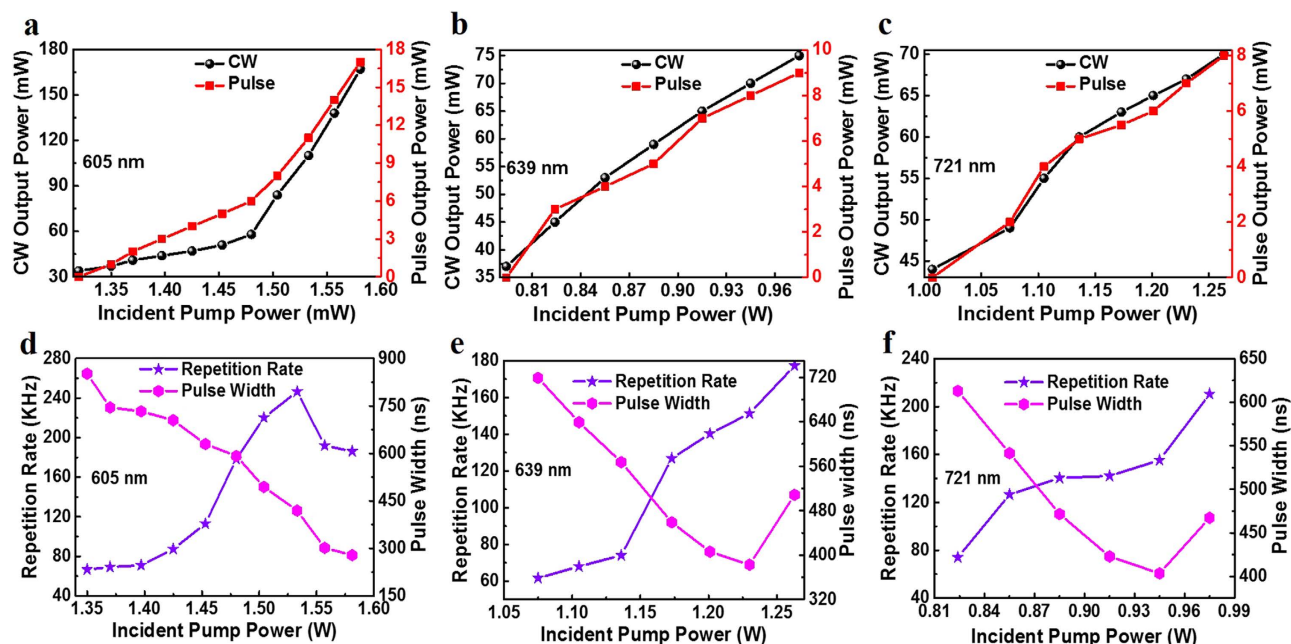 a
CW Output Power (mW)
180
150
120
90
60
30
CW
Pulse
605 nm
18
15
12
9
6
3
0
Pulse Output Power (mW)
1.35 1.40 1.45 1.50 1.55 1.60
Incident Pump Power (mW)
b
CW Output Power (mW)
75
70
65
60
55
50
45
40
35
CW
Pulse
639 nm
10
8
6
4
2
0
Pulse Output Power (mW)
0.81 0.84 0.87 0.90 0.93 0.96
Incident Pump Power (W)
c
CW Output Power (mW)
70
65
60
55
50
45
CW
Pulse
721 nm
8
6
4
2
0
Pulse Output Power (mW)
1.00 1.05 1.10 1.15 1.20 1.25
Incident Pump Power (W)
d
Repetition Rate (KHz)
280
240
200
160
120
80
40
Repetition Rate
Pulse Width
605 nm
900
750
600
450
300
150
Pulse Width (ns)
1.35 1.40 1.45 1.50 1.55 1.60
Incident Pump Power (W)
e
Repetition Rate (KHz)
180
160
140
120
100
80
60
Repetition Rate
Pulse Width
639 nm
720
640
560
480
400
320
Pulse width (ns)
1.05 1.10 1.15 1.20 1.25
Incident Pump Power (W)
f
Repetition Rate (KHz)
240
200
160
120
80
40
Repetition Rate
Pulse Width
721 nm
650
600
550
500
450
400
Pulse Width (ns)
0.81 0.84 0.87 0.90 0.93 0.96 0.99
Incident Pump Power (W)